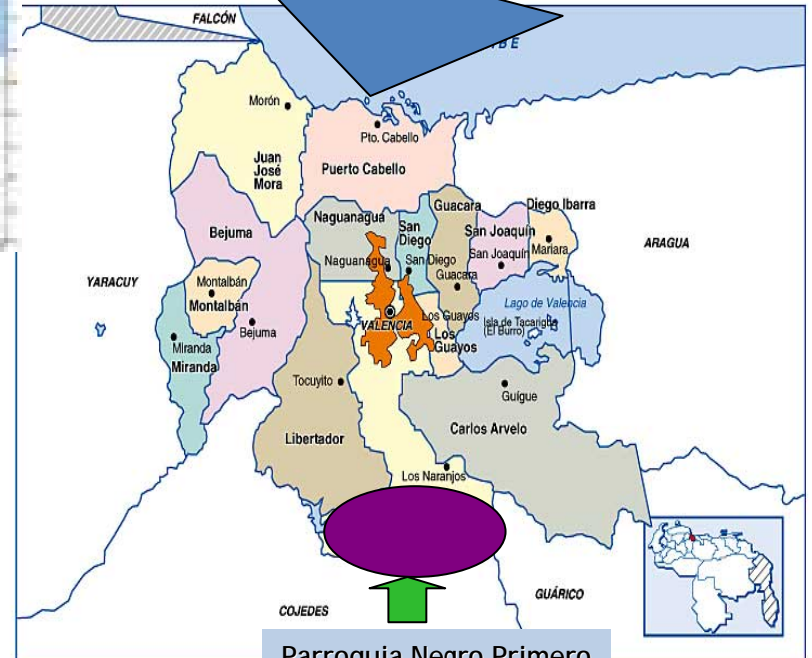 FALCÓN
Morón
Pto. Cabello
Juan
José
Mora
Puerto Cabello
Guacara
Diego Ibarra
Naguanagua
San
Diego
San Joaquín
Bejuma
Mariara
ARAGUA
San Joaquín
Naguanagua
San Diego
Guacara
YARACUY
Montalbán
Montalbán
Lago de Valencia
Los Guayos
Isla de Tacarigua
(El Burro)
VALENCIA
Bejuma
Los
Guayos
Miranda
Miranda
Tocuyito
Guígue
Carlos Arvelo
Libertador
Los Naranjos
GUÁRICO
COJEDES
Parroquia Negro Primero